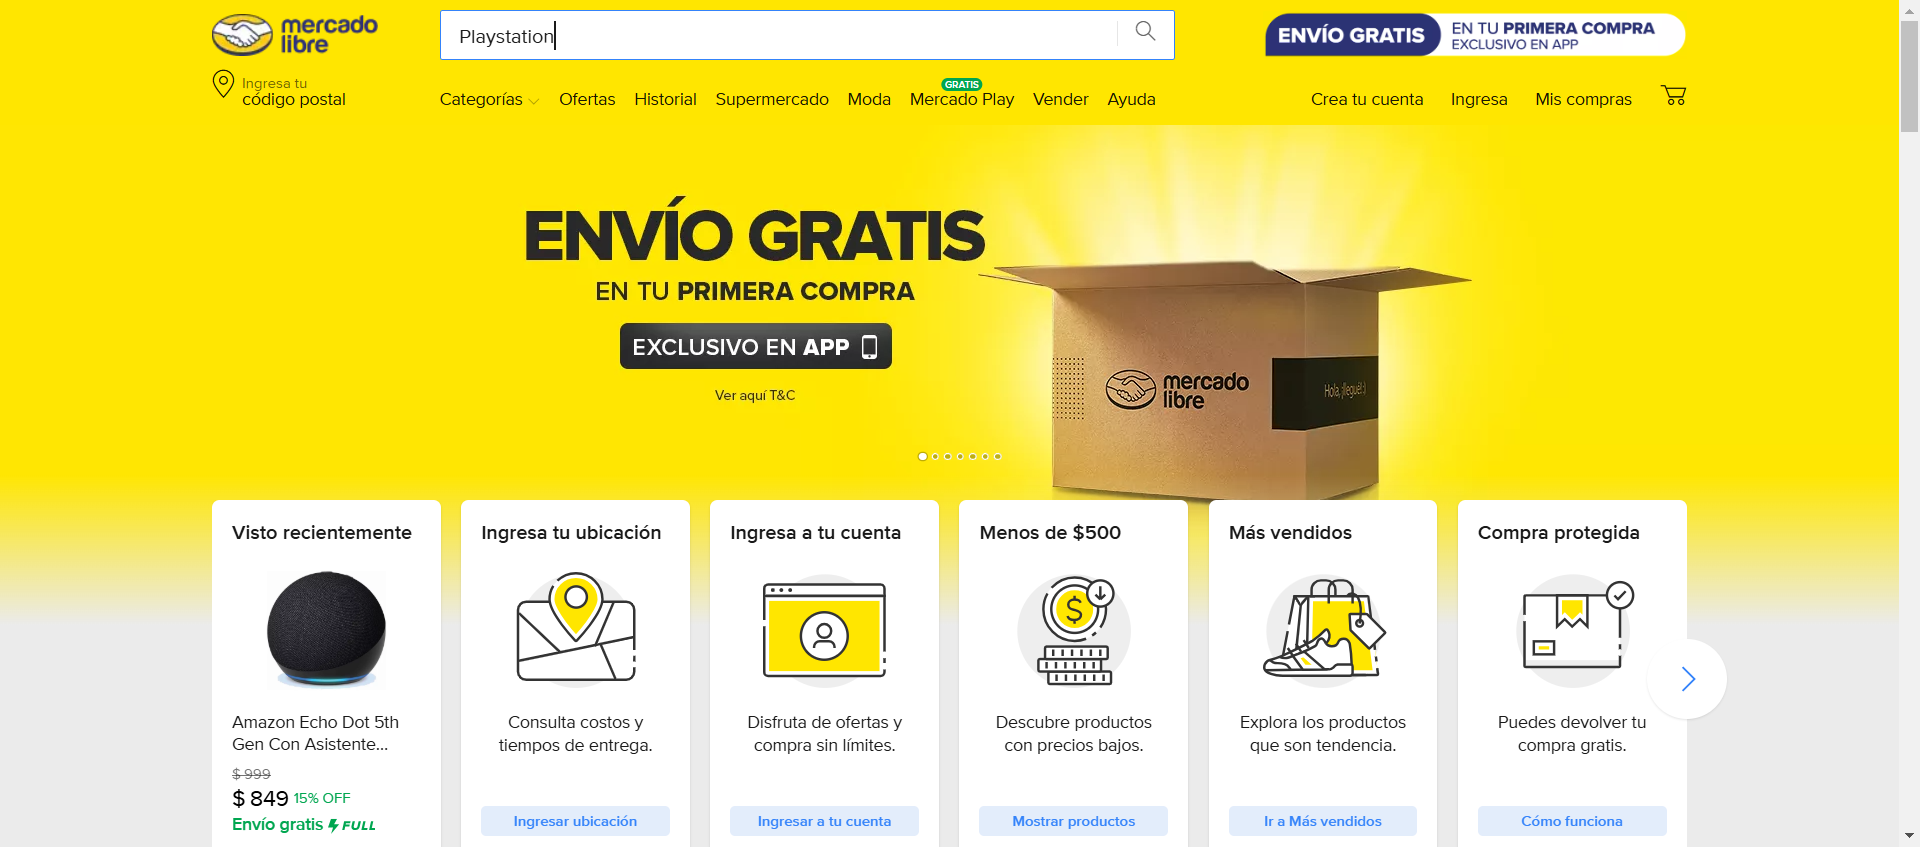 mercado
libre
Playstation
ENVÍO GRATIS
EN TU PRIMERA COMPRA
EXCLUSIVO EN APP
Ingresa tu
código postal
Categorías
Ofertas
Historial
Supermercado
Moda
GRATIS
Mercado Play
Vender
Ayuda
Crea tu cuenta
Ingresa
Mis compras
ENVÍO GRATIS
EN TU PRIMERA COMPRA
EXCLUSIVO EN APP
Ver aquí T&C
mercado
libre
Hola, ¡llegué! :)
Visto recientemente
Amazon Echo Dot 5th
Gen Con Asistente...
$ 999
$ 849 15% OFF
Envío gratis FULL
Ingresa tu ubicación
Consulta costos y
tiempos de entrega.
Ingresar ubicación
Ingresa a tu cuenta
Disfruta de ofertas y
compra sin límites.
Ingresar a tu cuenta
Menos de $500
$
Descubre productos
con precios bajos.
Mostrar productos
Más vendidos
Explora los productos
que son tendencia.
Ir a Más vendidos
Compra protegida
Puedes devolver tu
compra gratis.
Cómo funciona